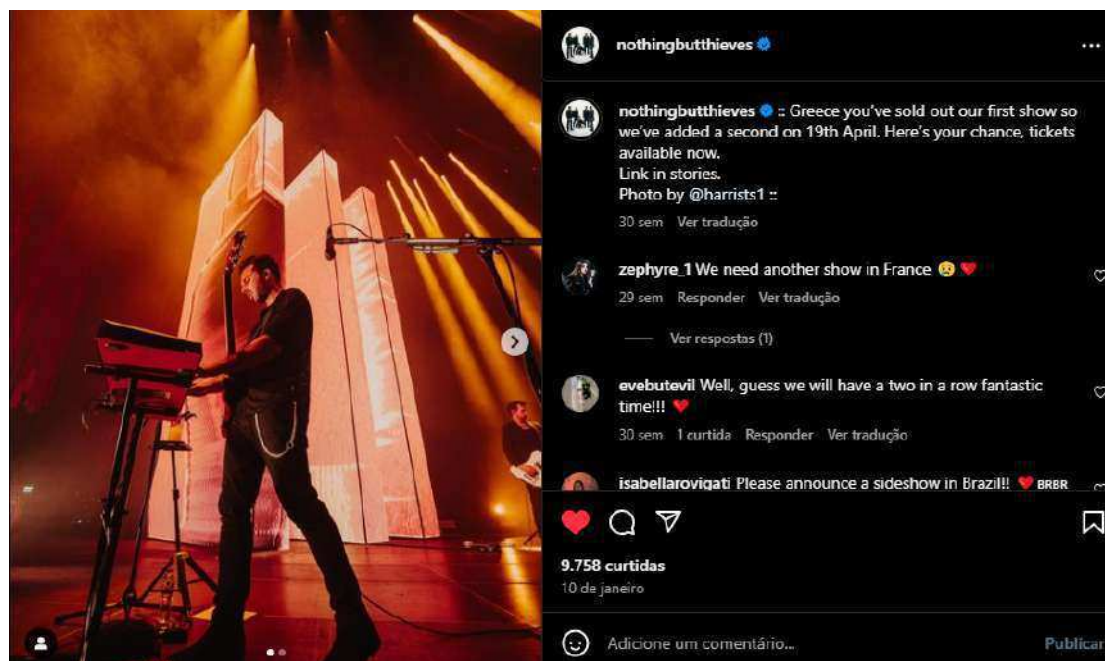 nothingbutthieves
nothingbutthieves :: Greece you've sold out our first show so
we've added a second on 19th April. Here's your chance, tickets
available now.
Link in stories.
Photo by @harrists1 ::
30 sem Ver tradução
zephyre_1 We need another show in France 😢 ❤️
29 sem Responder Ver tradução
Ver respostas (1)
evebutevil Well, guess we will have a two in a row fantastic
time!!! ❤️
30 sem 1 curtida Responder Ver tradução
isabellarovigati Please announce a sideshow in Brazil!! ❤️ BRBR
9.758 curtidas
10 de janeiro
Adicione um comentário...
Publicar